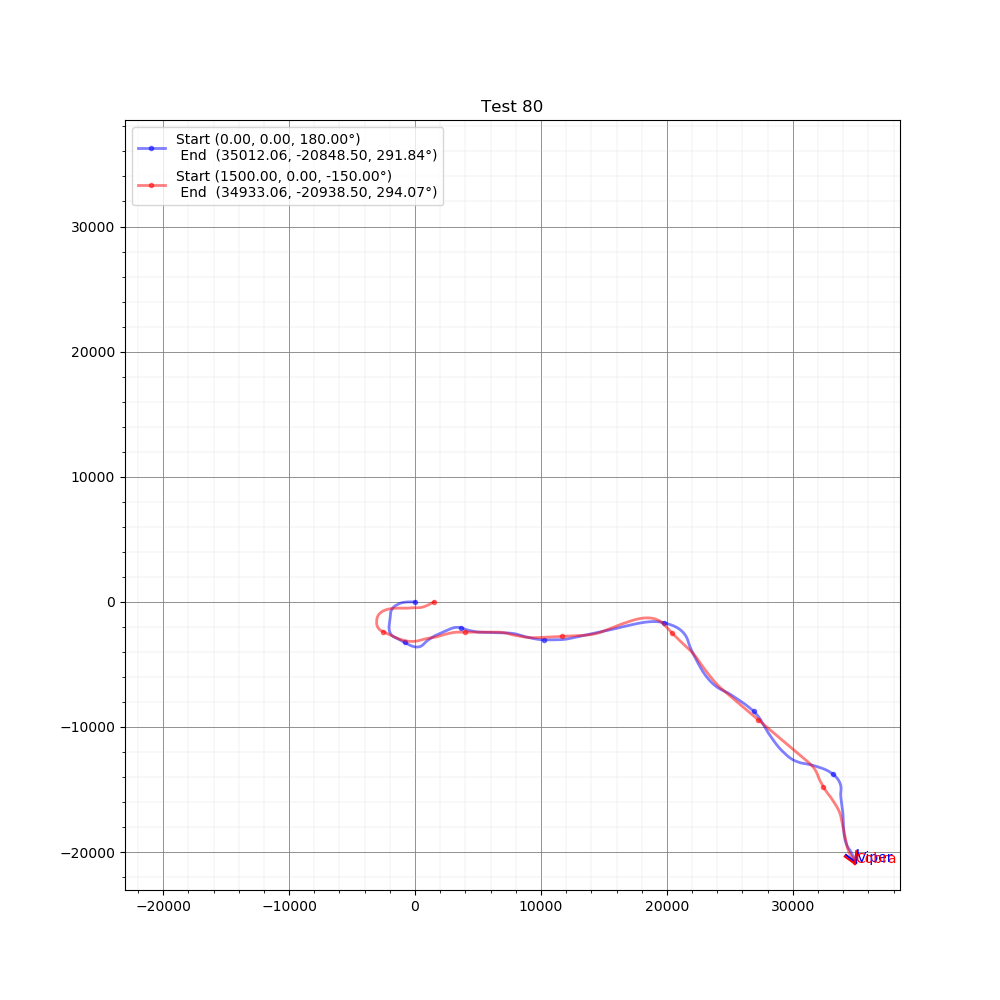 Test 80
Start (0.00, 0.00, 180.00°)
End (35012.06, -20848.50, 291.84°)
Start (1500.00, 0.00, -150.00°)
End (34933.06, -20938.50, 294.07°)
30000
20000
10000
0
−10000
−20000
Viper
Cobra
−20000 −10000 0 10000 20000 30000